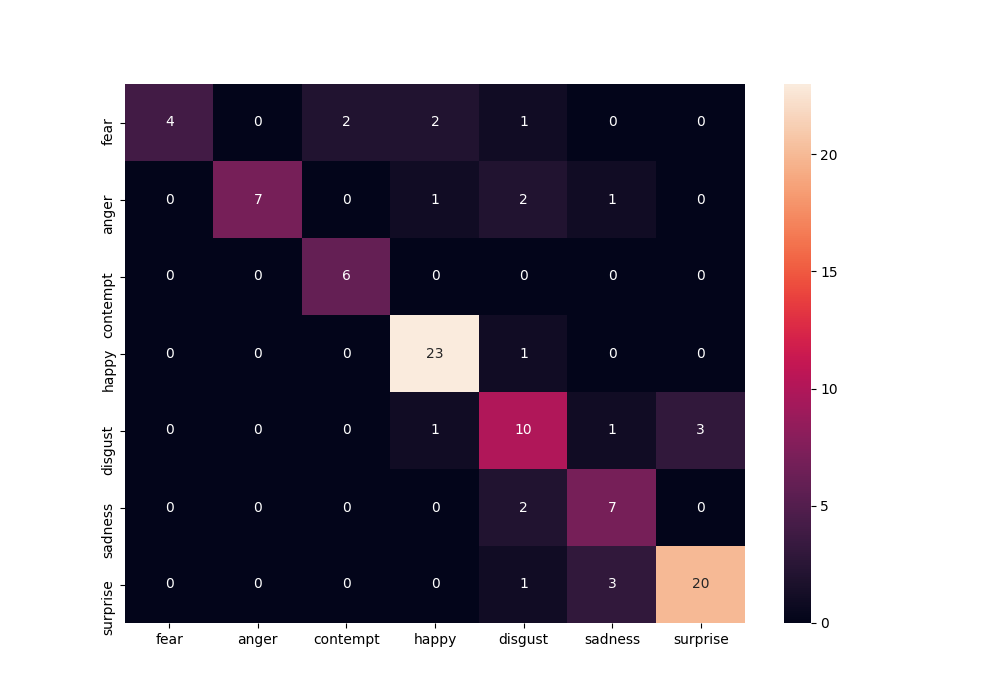 fear 4 0 2 2 1 0 0
anger 0 7 0 1 2 1 0
contempt 0 0 6 0 0 0 0
happy 0 0 0 23 1 0 0
disgust 0 0 0 1 10 1 3
sadness 0 0 0 0 2 7 0
surprise 0 0 0 0 1 3 20
fear anger contempt happy disgust sadness surprise
20
15
10
5
0